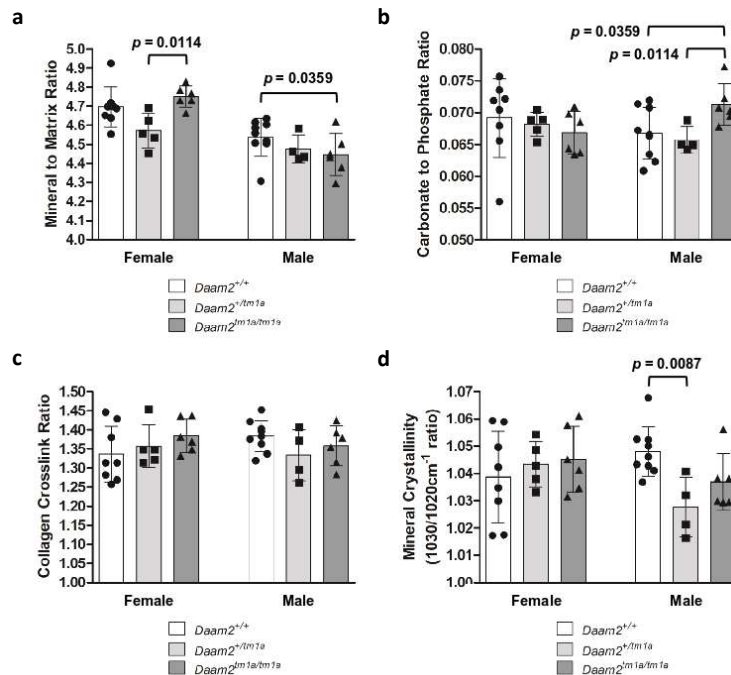 a
p = 0.0114
p = 0.0359
Mineral to Matrix Ratio
5.0
4.9
4.8
4.7
4.6
4.5
4.4
4.3
4.2
4.1
4.0
Female
Male
Daam2+/+
Daam2+/tm1a
Daam2tm1a/tm1a
b
p = 0.0359
p = 0.0114
Carbonate to Phosphate Ratio
0.080
0.075
0.070
0.065
0.060
0.055
0.050
Female
Male
Daam2+/+
Daam2+/tm1a
Daam2tm1a/tm1a
c
Collagen Crosslink Ratio
1.50
1.45
1.40
1.35
1.30
1.25
1.20
1.15
1.10
1.05
1.00
Female
Male
Daam2+/+
Daam2+/tm1a
Daam2tm1a/tm1a
d
p = 0.0087
Mineral Crystallinity
(1030/1020cm-1 ratio)
1.07
1.06
1.05
1.04
1.03
1.02
1.01
1.00
Female
Male
Daam2+/+
Daam2+/tm1a
Daam2tm1a/tm1a